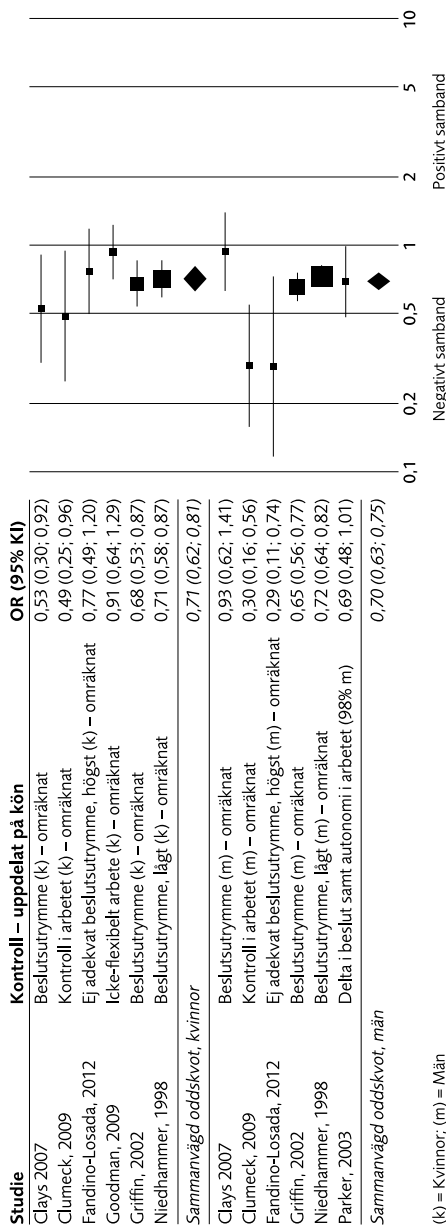 Studie Kontroll – uppdelat på kön OR (95% KI)
Clays 2007 Beslutsutrymme (k) – omräknat 0,53 (0,30; 0,92)
Clumeck, 2009 Kontroll i arbetet (k) – omräknat 0,49 (0,25; 0,96)
Fandino-Losada, 2012 Ej adekvat beslutsutrymme, högst (k) – omräknat 0,77 (0,49; 1,20)
Goodman, 2009 Icke-flexibelt arbete (k) – omräknat 0,91 (0,64; 1,29)
Griffin, 2002 Beslutsutrymme (k) – omräknat 0,68 (0,53; 0,87)
Niedhammer, 1998 Beslutsutrymme, lågt (k) – omräknat 0,71 (0,58; 0,87)
Sammanvägd oddskvot, kvinnor 0,71 (0,62; 0,81)
Clays 2007 Beslutsutrymme (m) – omräknat 0,93 (0,62; 1,41)
Clumeck, 2009 Kontroll i arbetet (m) – omräknat 0,30 (0,16; 0,56)
Fandino-Losada, 2012 Ej adekvat beslutsutrymme, högst (m) – omräknat 0,29 (0,11; 0,74)
Griffin, 2002 Beslutsutrymme (m) – omräknat 0,65 (0,56; 0,77)
Niedhammer, 1998 Beslutsutrymme, lågt (m) – omräknat 0,72 (0,64; 0,82)
Parker, 2003 Delta i beslut samt autonomi i arbetet (98% m) 0,69 (0,48; 1,01)
Sammanvägd oddskvot, män 0,70 (0,63; 0,75)
0,1 0,2 0,5 1 2 5 10
Negativt samband Positivt samband
(k) = Kvinnor; (m) = Män